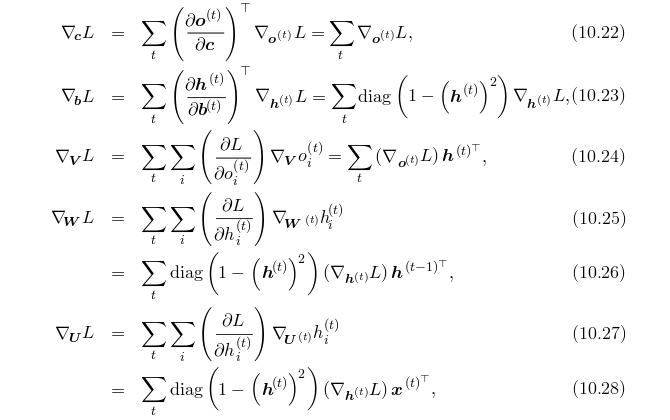 ∇_c L = ∑_t (∂o^(t)/∂c)^⊤ ∇_{o^(t)} L = ∑_t ∇_{o^(t)} L, (10.22)
∇_b L = ∑_t (∂h^(t)/∂b^(t))^⊤ ∇_{h^(t)} L = ∑_t diag(1 − (h^(t))^2) ∇_{h^(t)} L, (10.23)
∇_V L = ∑_t ∑_i (∂L/∂o_i^(t)) ∇_V o_i^(t) = ∑_t (∇_{o^(t)} L) h^(t)⊤, (10.24)
∇_W L = ∑_t ∑_i (∂L/∂h_i^(t)) ∇_{W^(t)} h_i^(t) (10.25)
= ∑_t diag(1 − (h^(t))^2) (∇_{h^(t)} L) h^(t−1)⊤, (10.26)
∇_U L = ∑_t ∑_i (∂L/∂h_i^(t)) ∇_{U^(t)} h_i^(t) (10.27)
= ∑_t diag(1 − (h^(t))^2) (∇_{h^(t)} L) x^(t)⊤, (10.28)